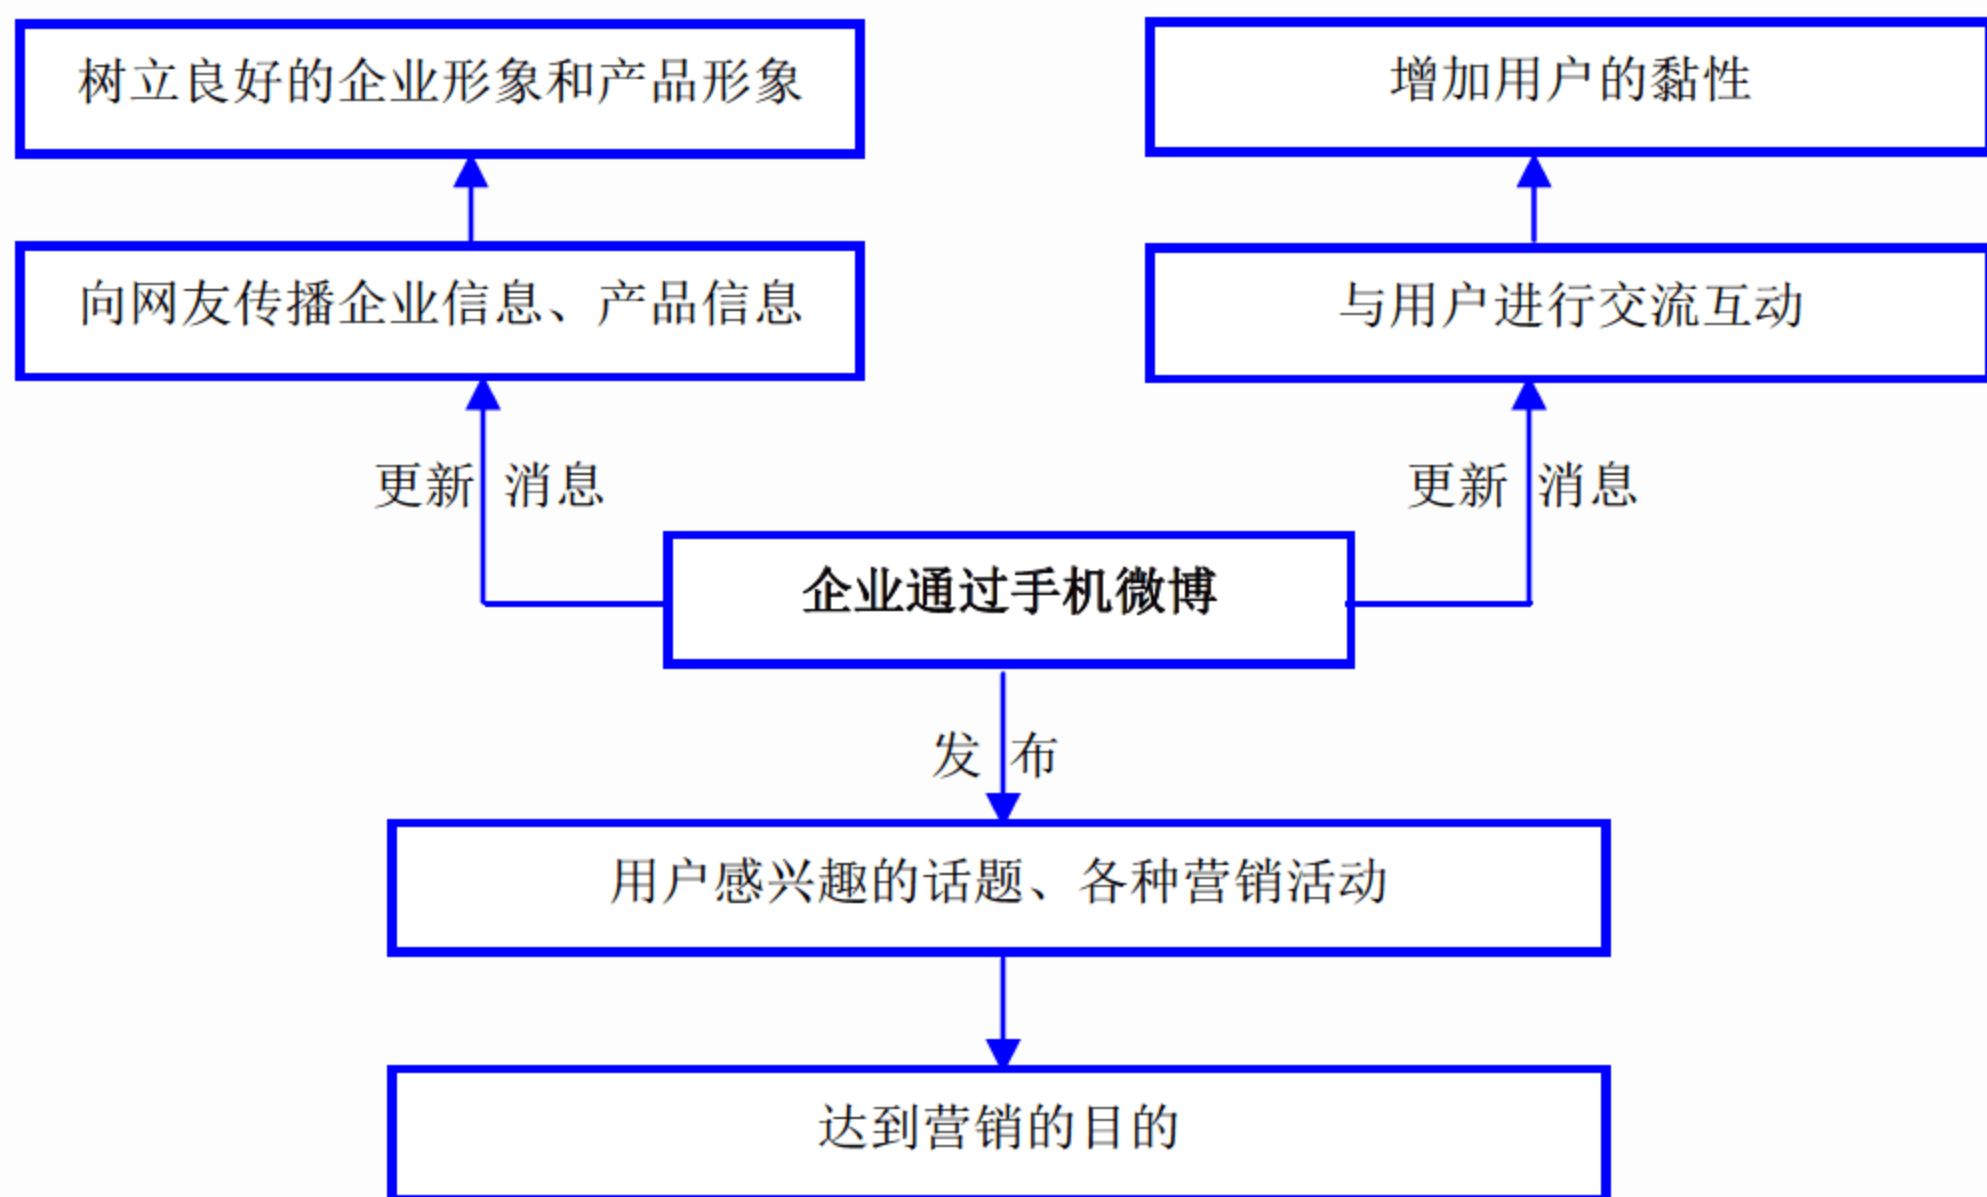 树立良好的企业形象和产品形象
增加用户的黏性
向网友传播企业信息、产品信息
与用户进行交流互动
更新 消息
更新 消息
企业通过手机微博
发 布
用户感兴趣的话题、各种营销活动
达到营销的目的